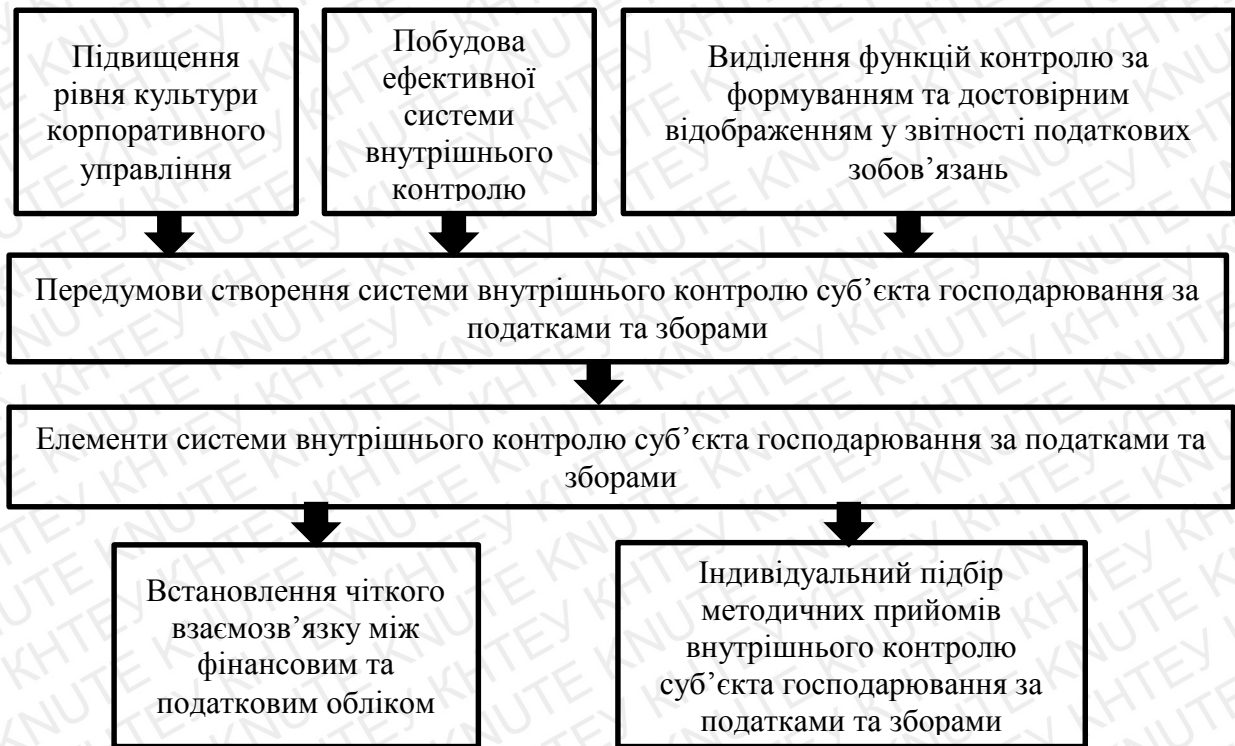 Підвищення
рівня культури
корпоративного
управління
Побудова
ефективної
системи
внутрішнього
контролю
Виділення функцій контролю за
формуванням та достовірним
відображенням у звітності податкових
зобов’язань
Передумови створення системи внутрішнього контролю суб’єкта господарювання за
податками та зборами
Елементи системи внутрішнього контролю суб’єкта господарювання за податками та
зборами
Встановлення чіткого
взаємозв’язку між
фінансовим та
податковим обліком
Індивідуальний підбір
методичних прийомів
внутрішнього контролю
суб’єкта господарювання за
податками та зборами